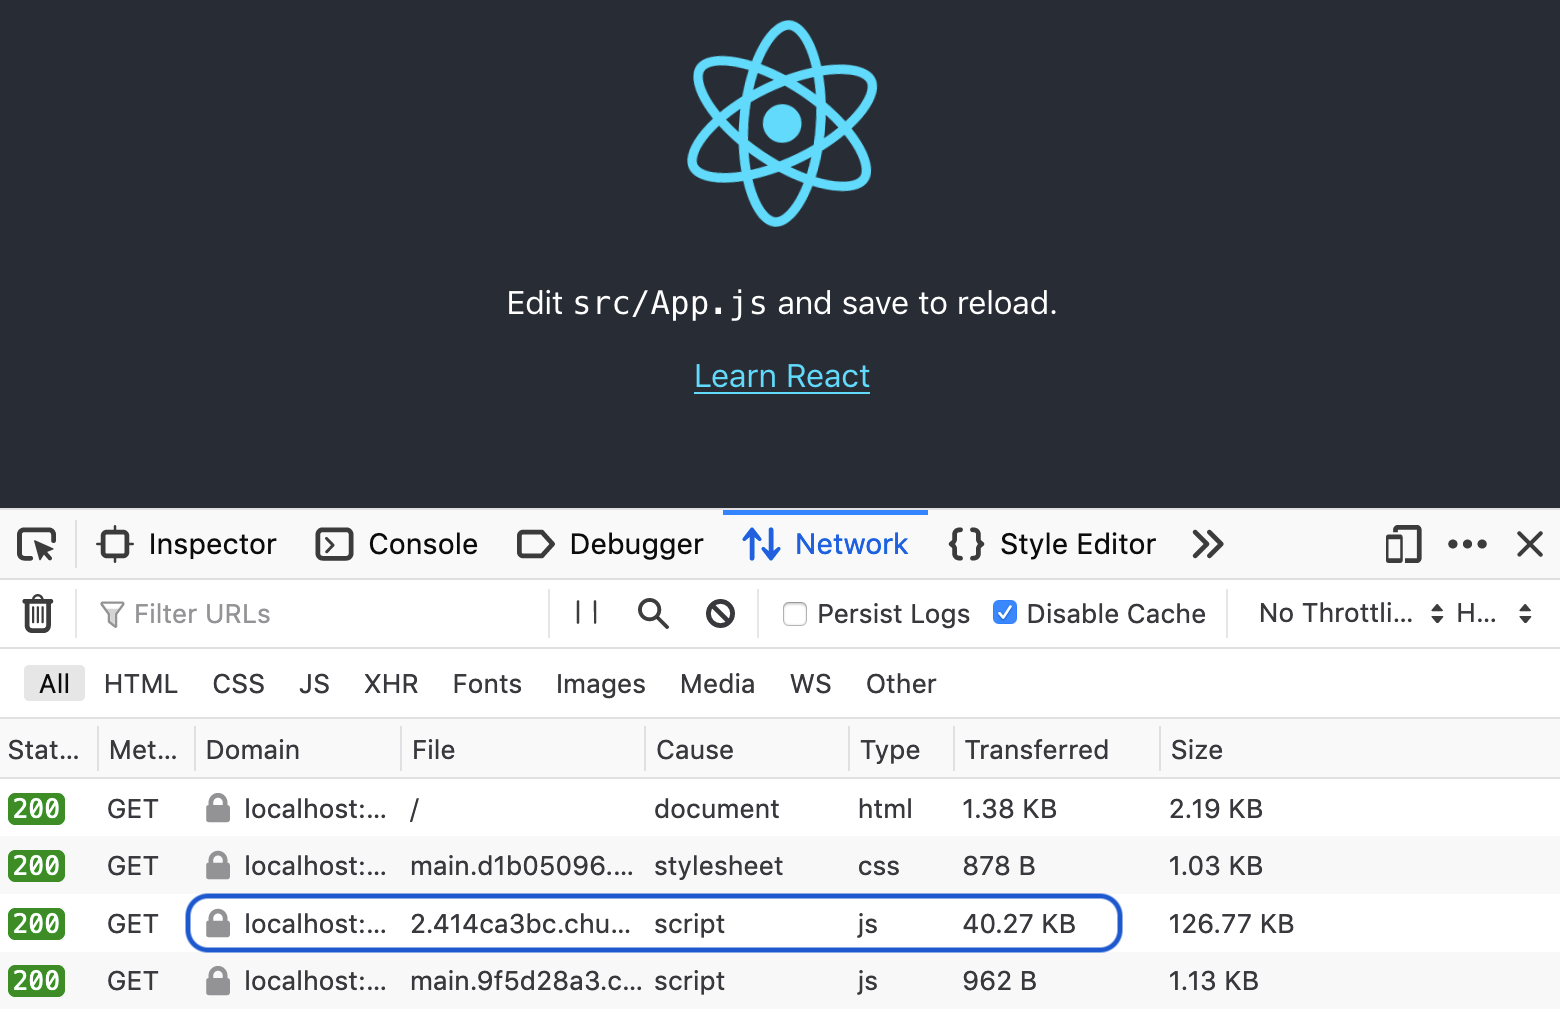 Edit src/App.js and save to reload.
Learn React
Inspector Console Debugger Network Style Editor
Filter URLs Persist Logs Disable Cache No Throttli... H...
All HTML CSS JS XHR Fonts Images Media WS Other
Stat... Met... Domain File Cause Type Transferred Size
200 GET localhost:... / document html 1.38 KB 2.19 KB
200 GET localhost:... main.d1b05096.... stylesheet css 878 B 1.03 KB
200 GET localhost:... 2.414ca3bc.chu... script js 40.27 KB 126.77 KB
200 GET localhost:... main.9f5d28a3.c... script js 962 B 1.13 KB